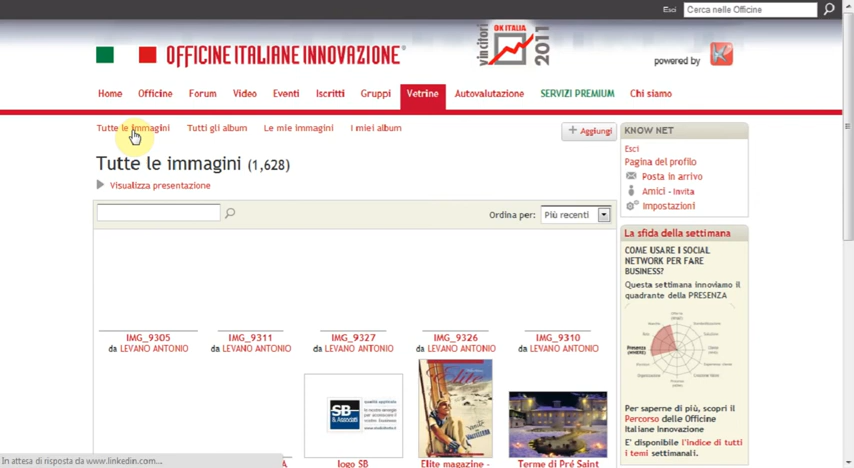 Esci
Cerca nelle Officine
OFFICINE ITALIANE INNOVAZIONE®
vincitori
OK ITALIA
2011
powered by
Home Officine Forum Video Eventi Iscritti Gruppi Vetrine Autovalutazione SERVIZI PREMIUM Chi siamo
Tutte le immagini Tutti gli album Le mie immagini I miei album
+ Aggiungi
Tutte le immagini (1,628)
Visualizza presentazione
Ordina per: Più recenti
IMG_9305 IMG_9311 IMG_9327 IMG_9326 IMG_9310
da LEVANO ANTONIO da LEVANO ANTONIO da LEVANO ANTONIO da LEVANO ANTONIO da LEVANO ANTONIO
SB
& Associati
Elite
logo SB Elite magazine - Terme di Pré Saint
KNOW NET
Esci
Pagina del profilo
Posta in arrivo
Amici - Invita
Impostazioni
La sfida della settimana
COME USARE I SOCIAL
NETWORK PER FARE
BUSINESS?
Questa settimana innoviamo il
quadrante della PRESENZA
Presenza
(WHERE)
Per saperne di più, scopri il
Percorso delle Officine
Italiane Innovazione
E' disponibile l'indice di tutti
i temi settimanali.
In attesa di risposta da www.linkedin.com....